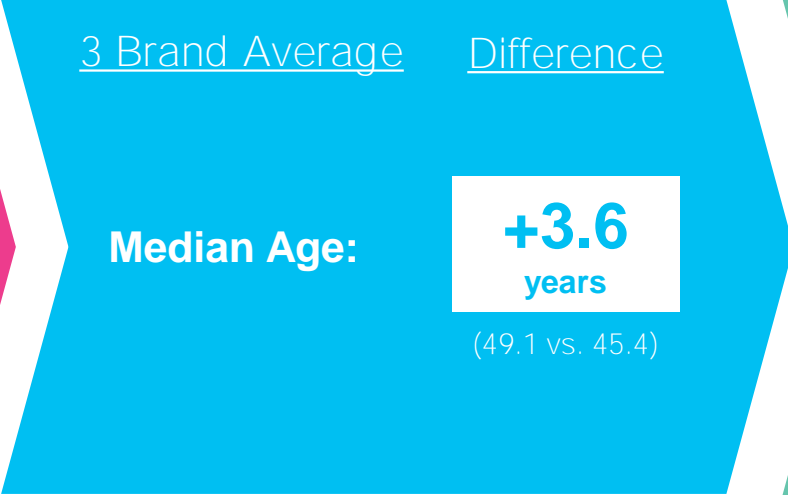 3 Brand Average Difference
Median Age:
+3.6
years
(49.1 vs. 45.4)